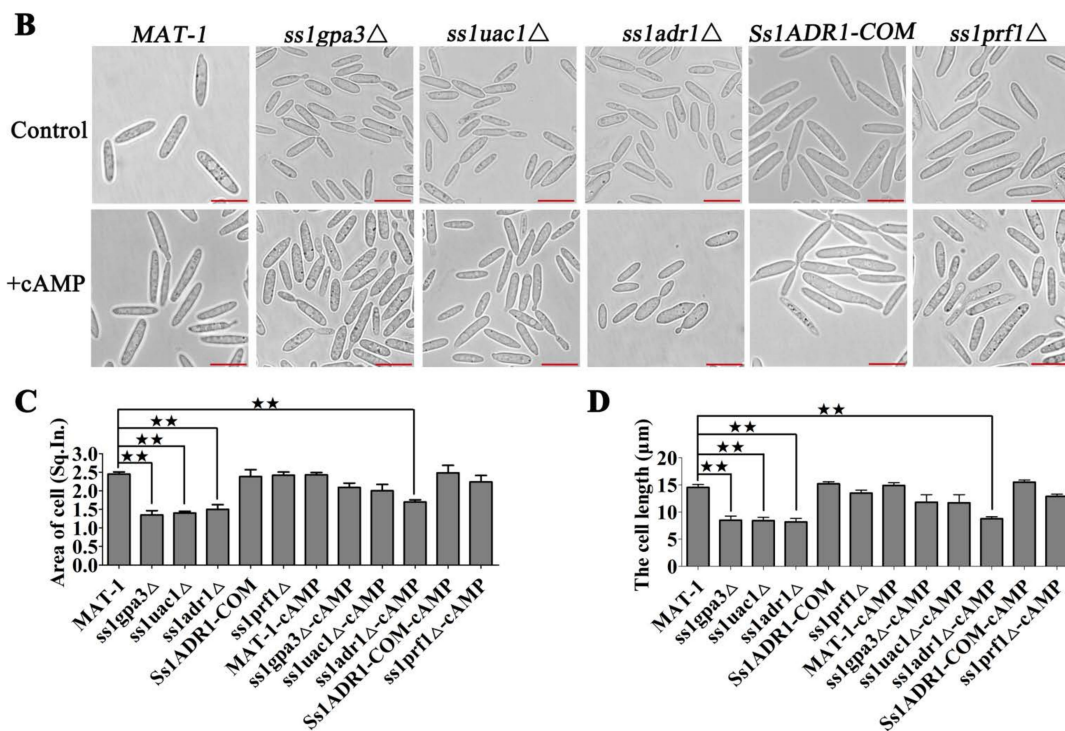 B
MAT-1 ss1gpa3△ ss1uac1△ ss1adr1△ Ss1ADR1-COM ss1prf1△
Control
+cAMP
C
★★
★★
★★
★★
Area of cell (Sq.In.)
3.0
2.5
2.0
1.5
1.0
0.5
0.0
MAT-1
ss1gpa3△
ss1uac1△
ss1adr1△
Ss1ADR1-COM
ss1prf1△
MAT-1-cAMP
ss1gpa3△-cAMP
ss1uac1△-cAMP
ss1adr1△-cAMP
Ss1ADR1-COM-cAMP
ss1prf1△-cAMP
D
★★
★★
★★
★★
The cell length (μm)
20
15
10
5
0
MAT-1
ss1gpa3△
ss1uac1△
ss1adr1△
Ss1ADR1-COM
ss1prf1△
MAT-1-cAMP
ss1gpa3△-cAMP
ss1uac1△-cAMP
ss1adr1△-cAMP
Ss1ADR1-COM-cAMP
ss1prf1△-cAMP